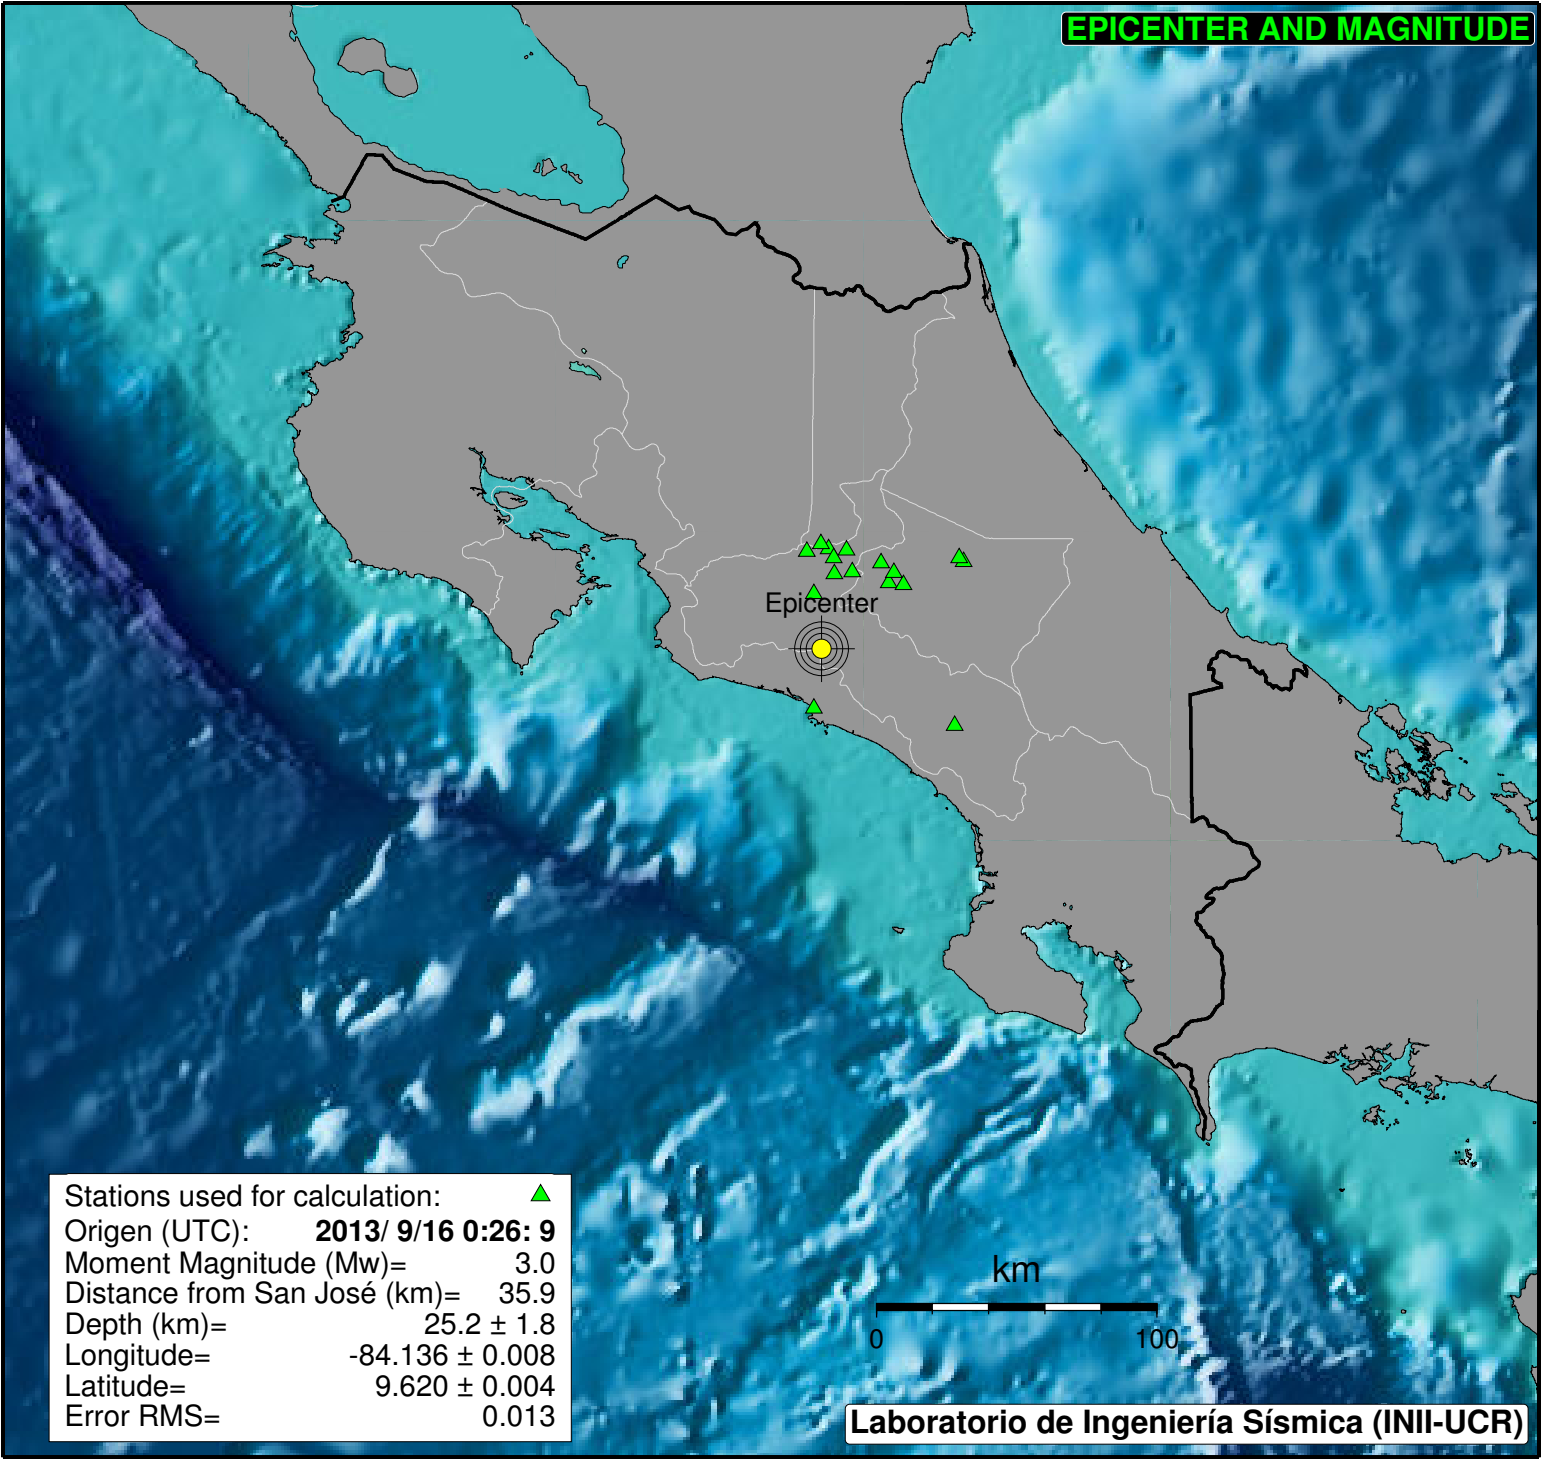 EPICENTER AND MAGNITUDE
Epicenter
Stations used for calculation:
Origen (UTC): 2013/ 9/16 0:26: 9
Moment Magnitude (Mw)= 3.0
Distance from San José (km)= 35.9
Depth (km)= 25.2 ± 1.8
Longitude= -84.136 ± 0.008
Latitude= 9.620 ± 0.004
Error RMS= 0.013
km
0 100
Laboratorio de Ingeniería Sísmica (INII-UCR)